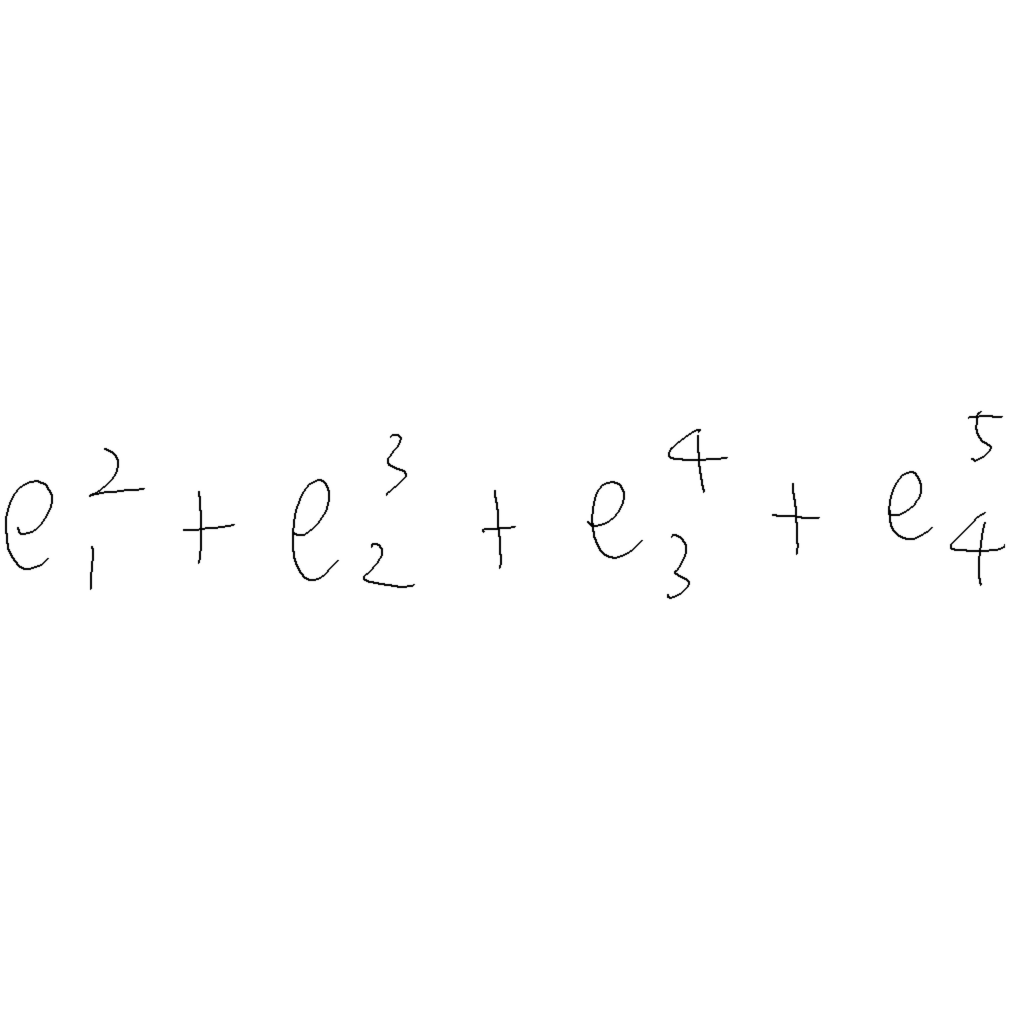 e_1^2 + e_2^3 + e_3^4 + e_4^5